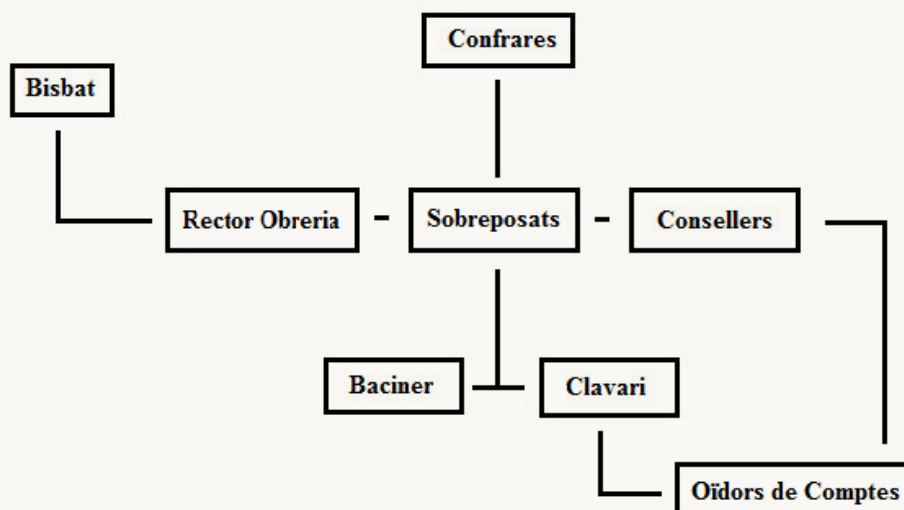 Confrares
Bisbat
Rector Obreria
Sobreposats
Consellers
Baciner
Clavari
Oïdors de Comptes